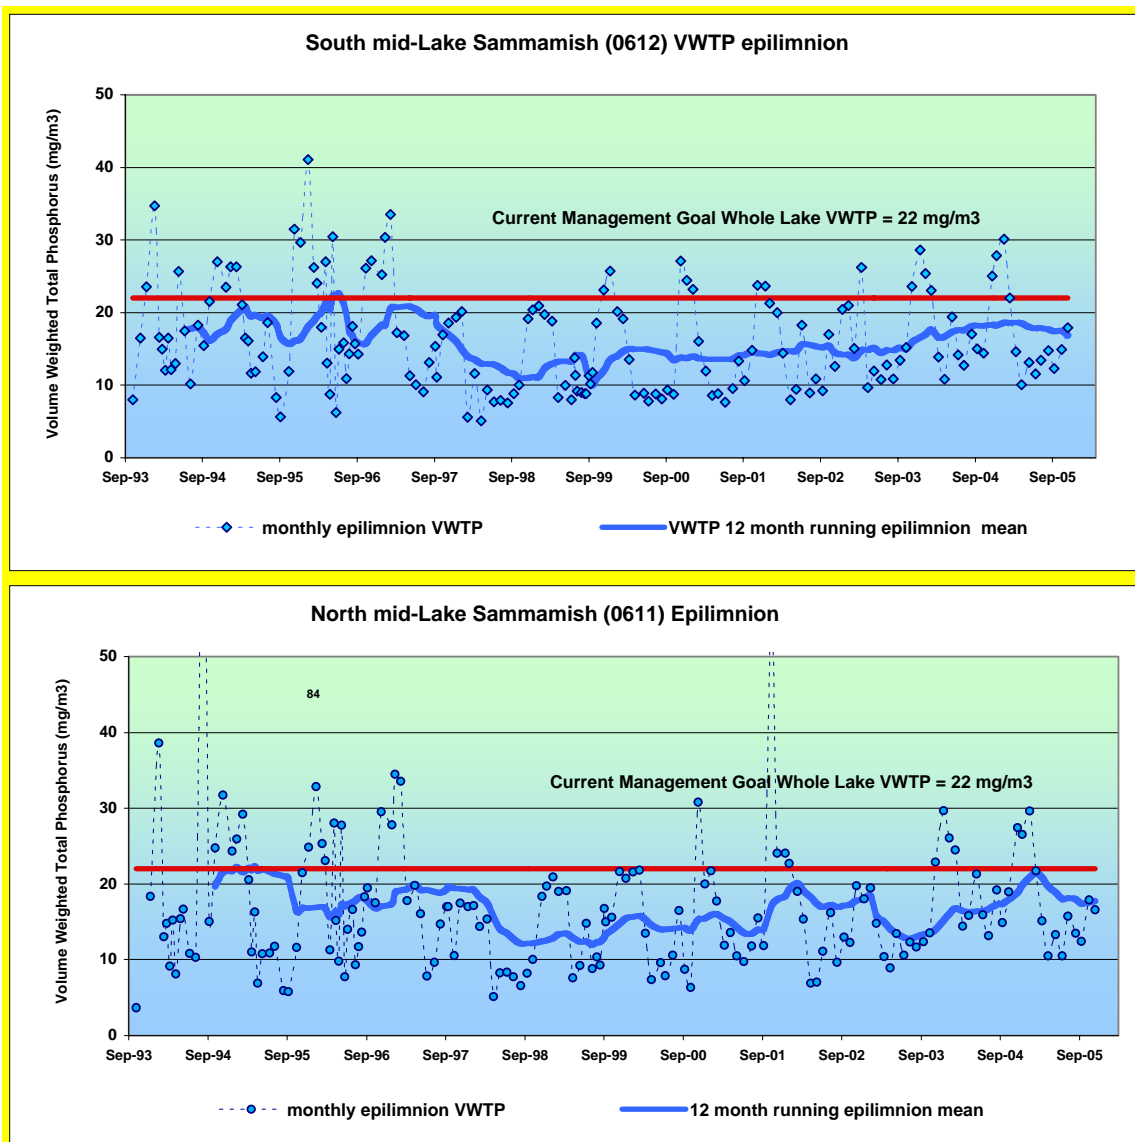 South mid-Lake Sammamish (0612) VWTP epilimnion
Volume Weighted Total Phosphorus (mg/m3)
50
40
30
20
10
0
Current Management Goal Whole Lake VWTP = 22 mg/m3
Sep-93 Sep-94 Sep-95 Sep-96 Sep-97 Sep-98 Sep-99 Sep-00 Sep-01 Sep-02 Sep-03 Sep-04 Sep-05
monthly epilimnion VWTP VWTP 12 month running epilimnion mean
North mid-Lake Sammamish (0611) Epilimnion
Volume Weighted Total Phosphorus (mg/m3)
50
40
30
20
10
0
84
Current Management Goal Whole Lake VWTP = 22 mg/m3
Sep-93 Sep-94 Sep-95 Sep-96 Sep-97 Sep-98 Sep-99 Sep-00 Sep-01 Sep-02 Sep-03 Sep-04 Sep-05
monthly epilimnion VWTP 12 month running epilimnion mean